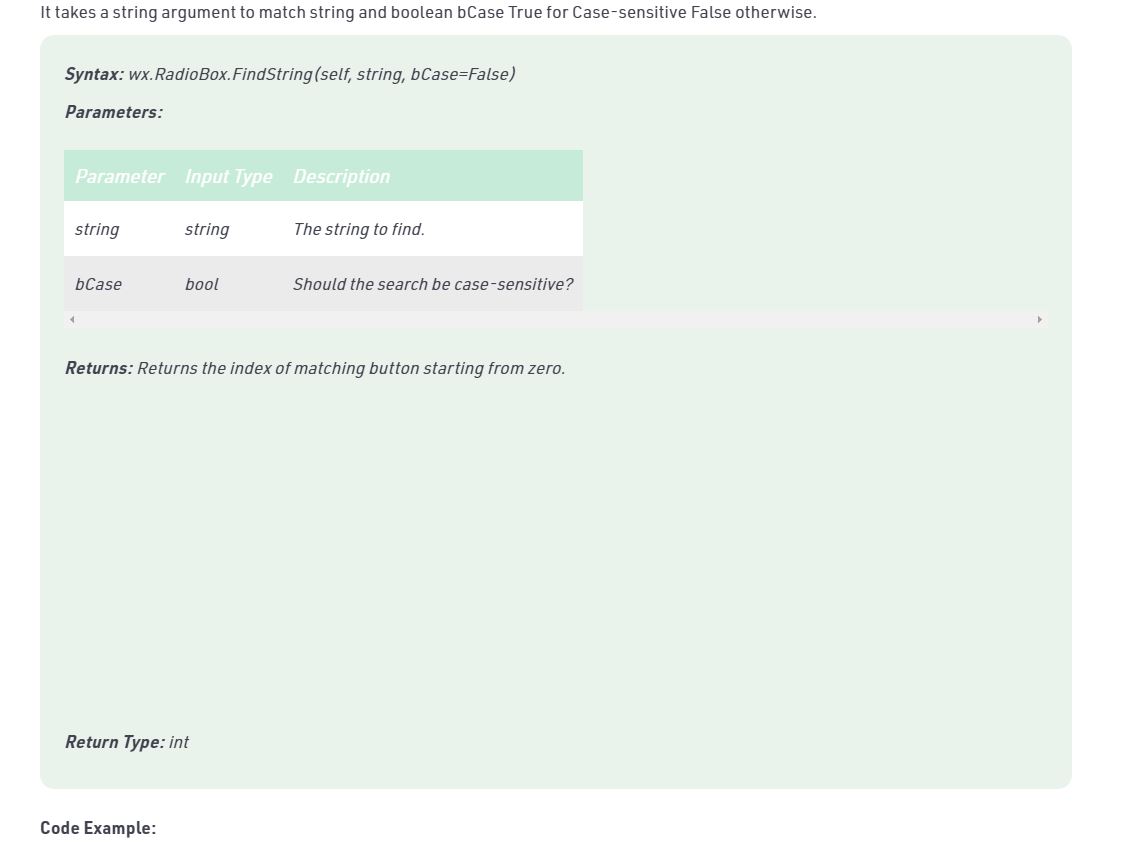 It takes a string argument to match string and boolean bCase True for Case-sensitive False otherwise.
Syntax: wx.RadioBox.FindString(self, string, bCase=False)
Parameters:
Parameter Input Type Description
string string The string to find.
bCase bool Should the search be case-sensitive?
Returns: Returns the index of matching button starting from zero.
Return Type: int
Code Example: